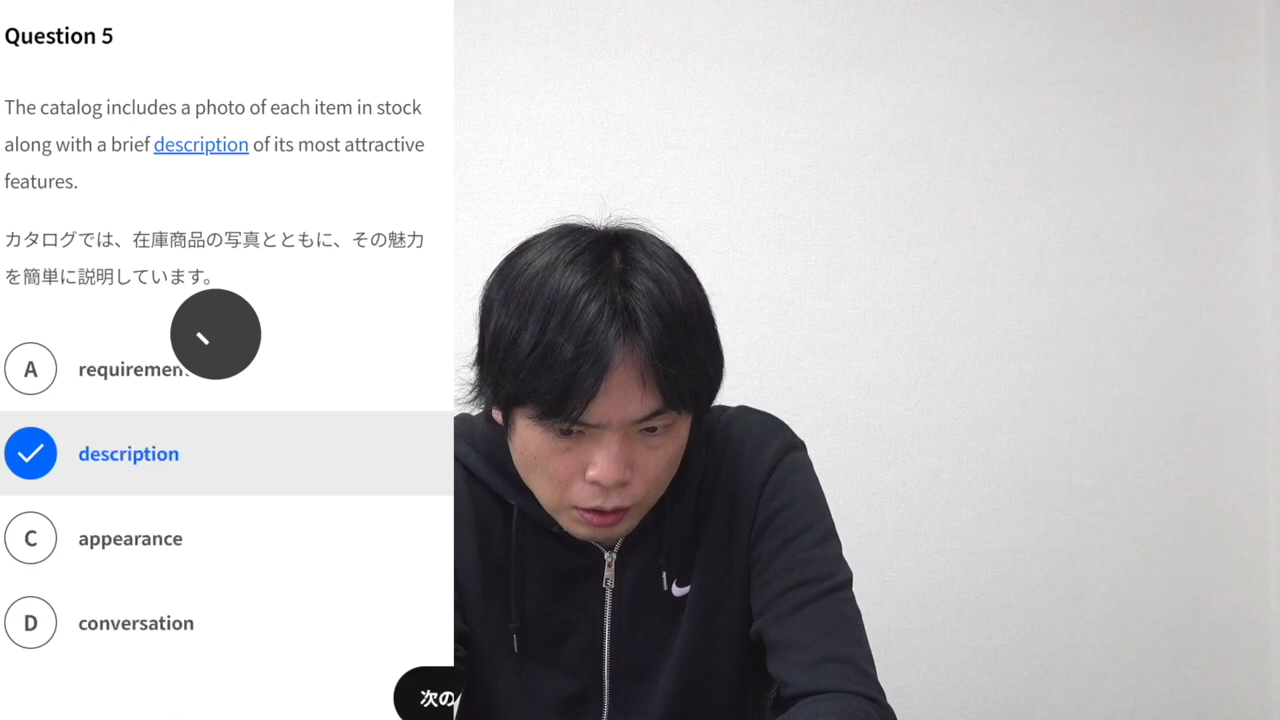 Question 5
The catalog includes a photo of each item in stock
along with a brief description of its most attractive
features.
カタログでは、在庫商品の写真とともに、その魅力
を簡単に説明しています。
A
description
C appearance
D conversation
次の